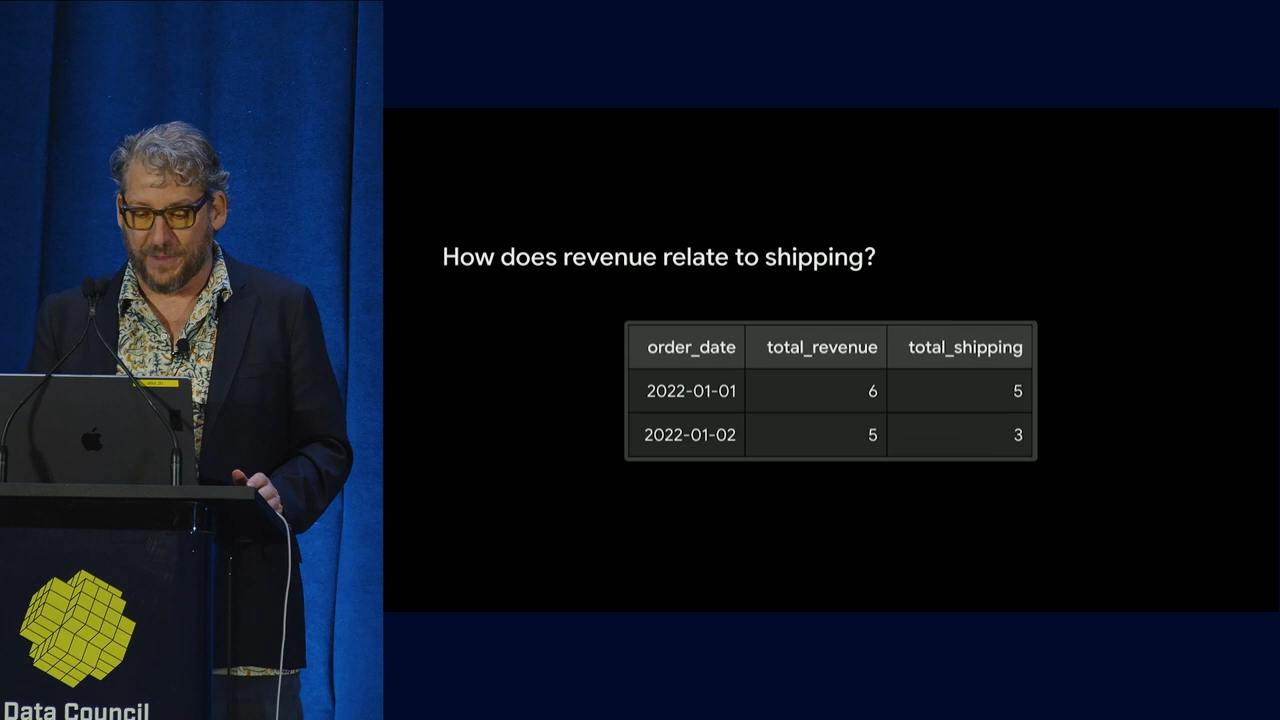 How does revenue relate to shipping?
order_date total_revenue total_shipping
2022-01-01 6 5
2022-01-02 5 3
Data Council